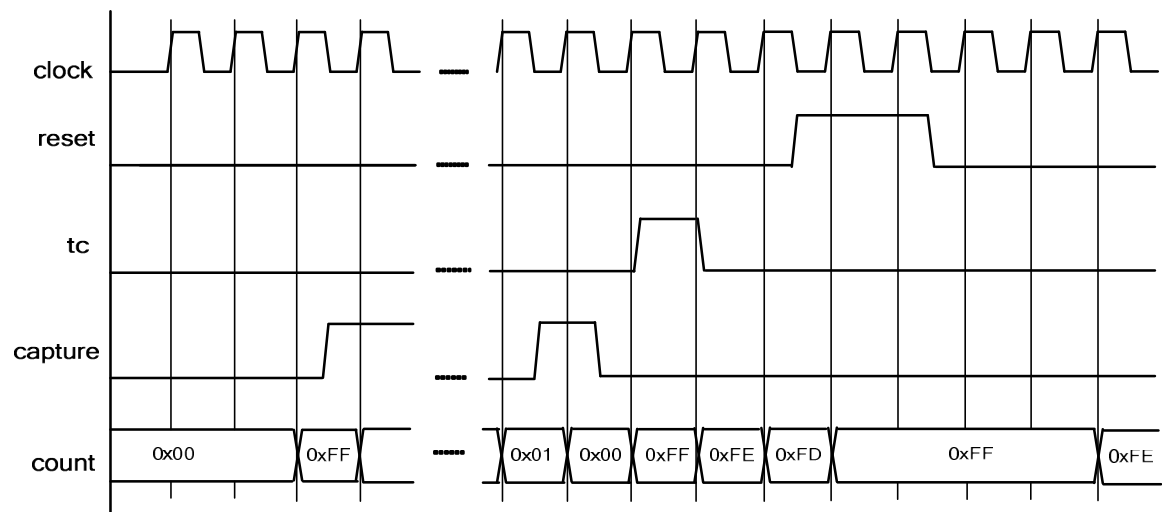 clock
reset
tc
capture
count
0x00
0xFF
0x01
0x00
0xFF
0xFE
0xFD
0xFF
0xFE